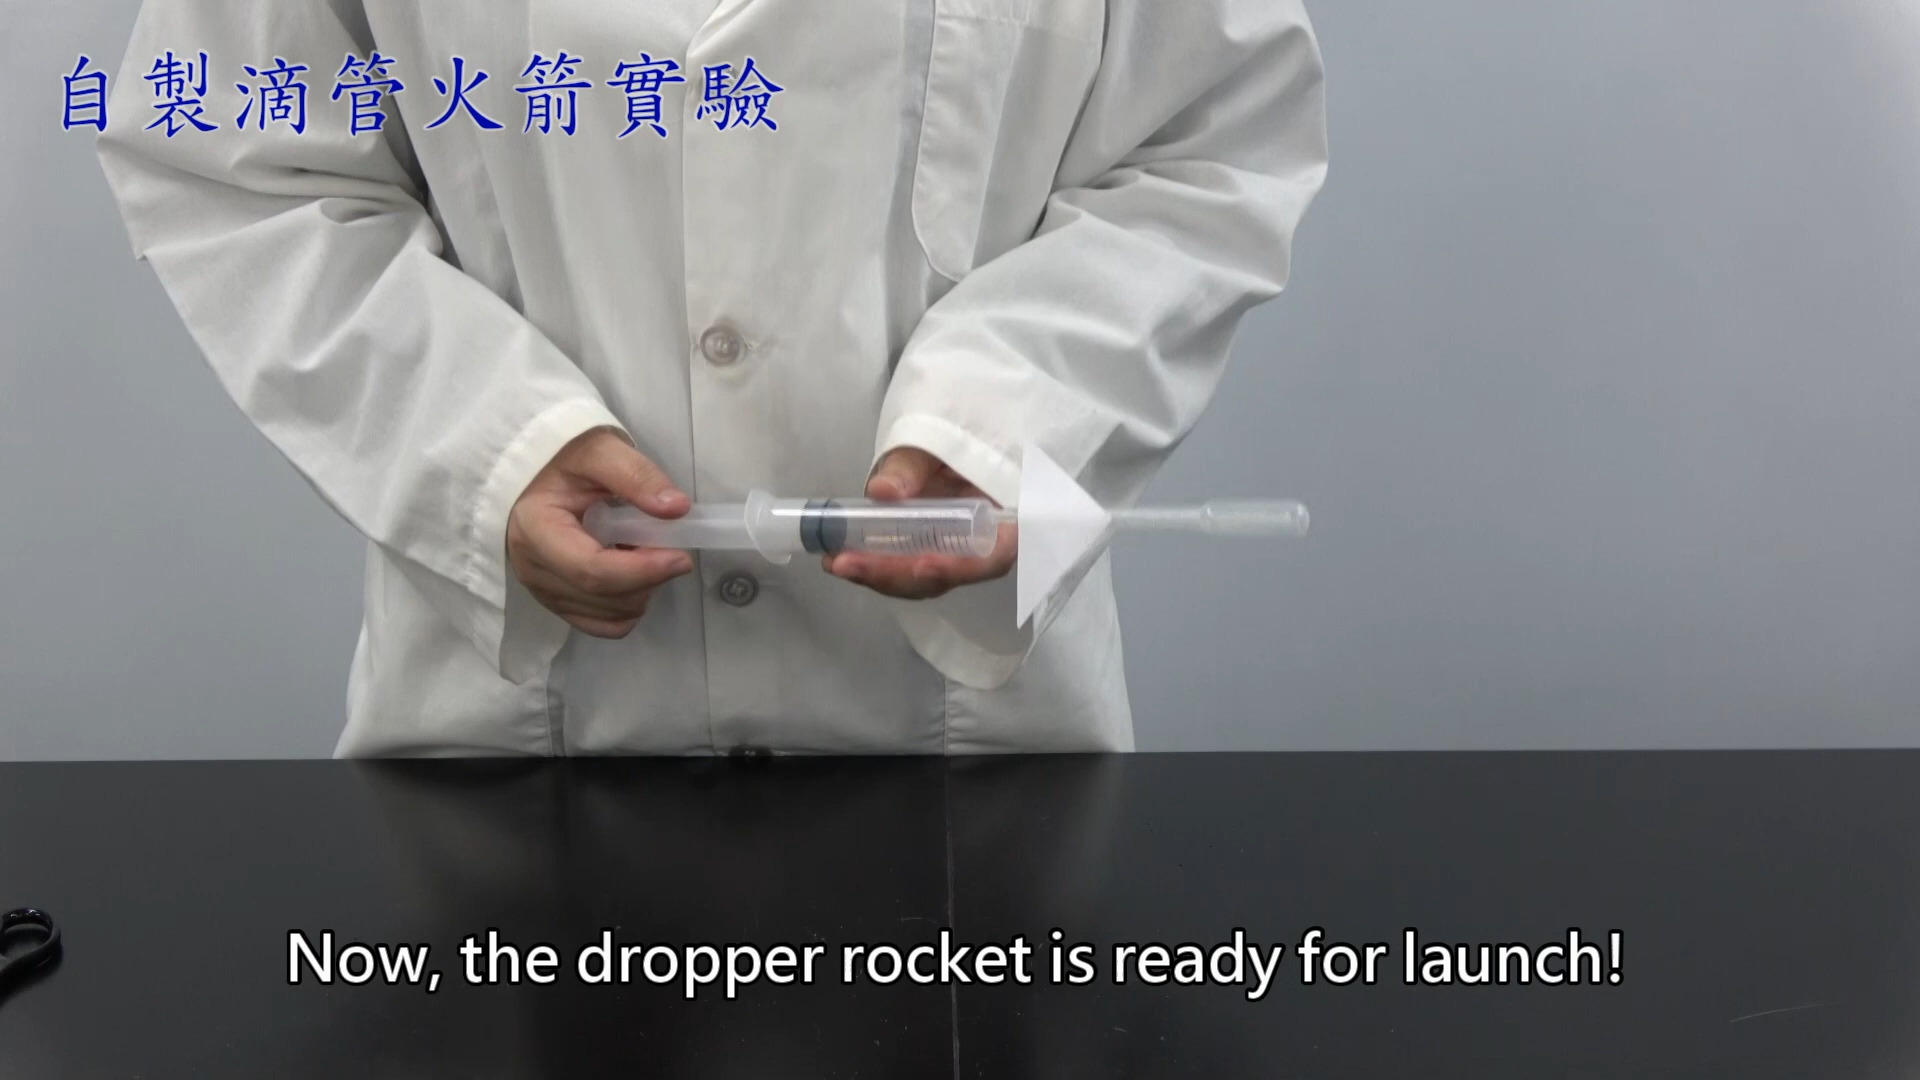 自製滴管火箭實驗
Now, the dropper rocket is ready for launch!